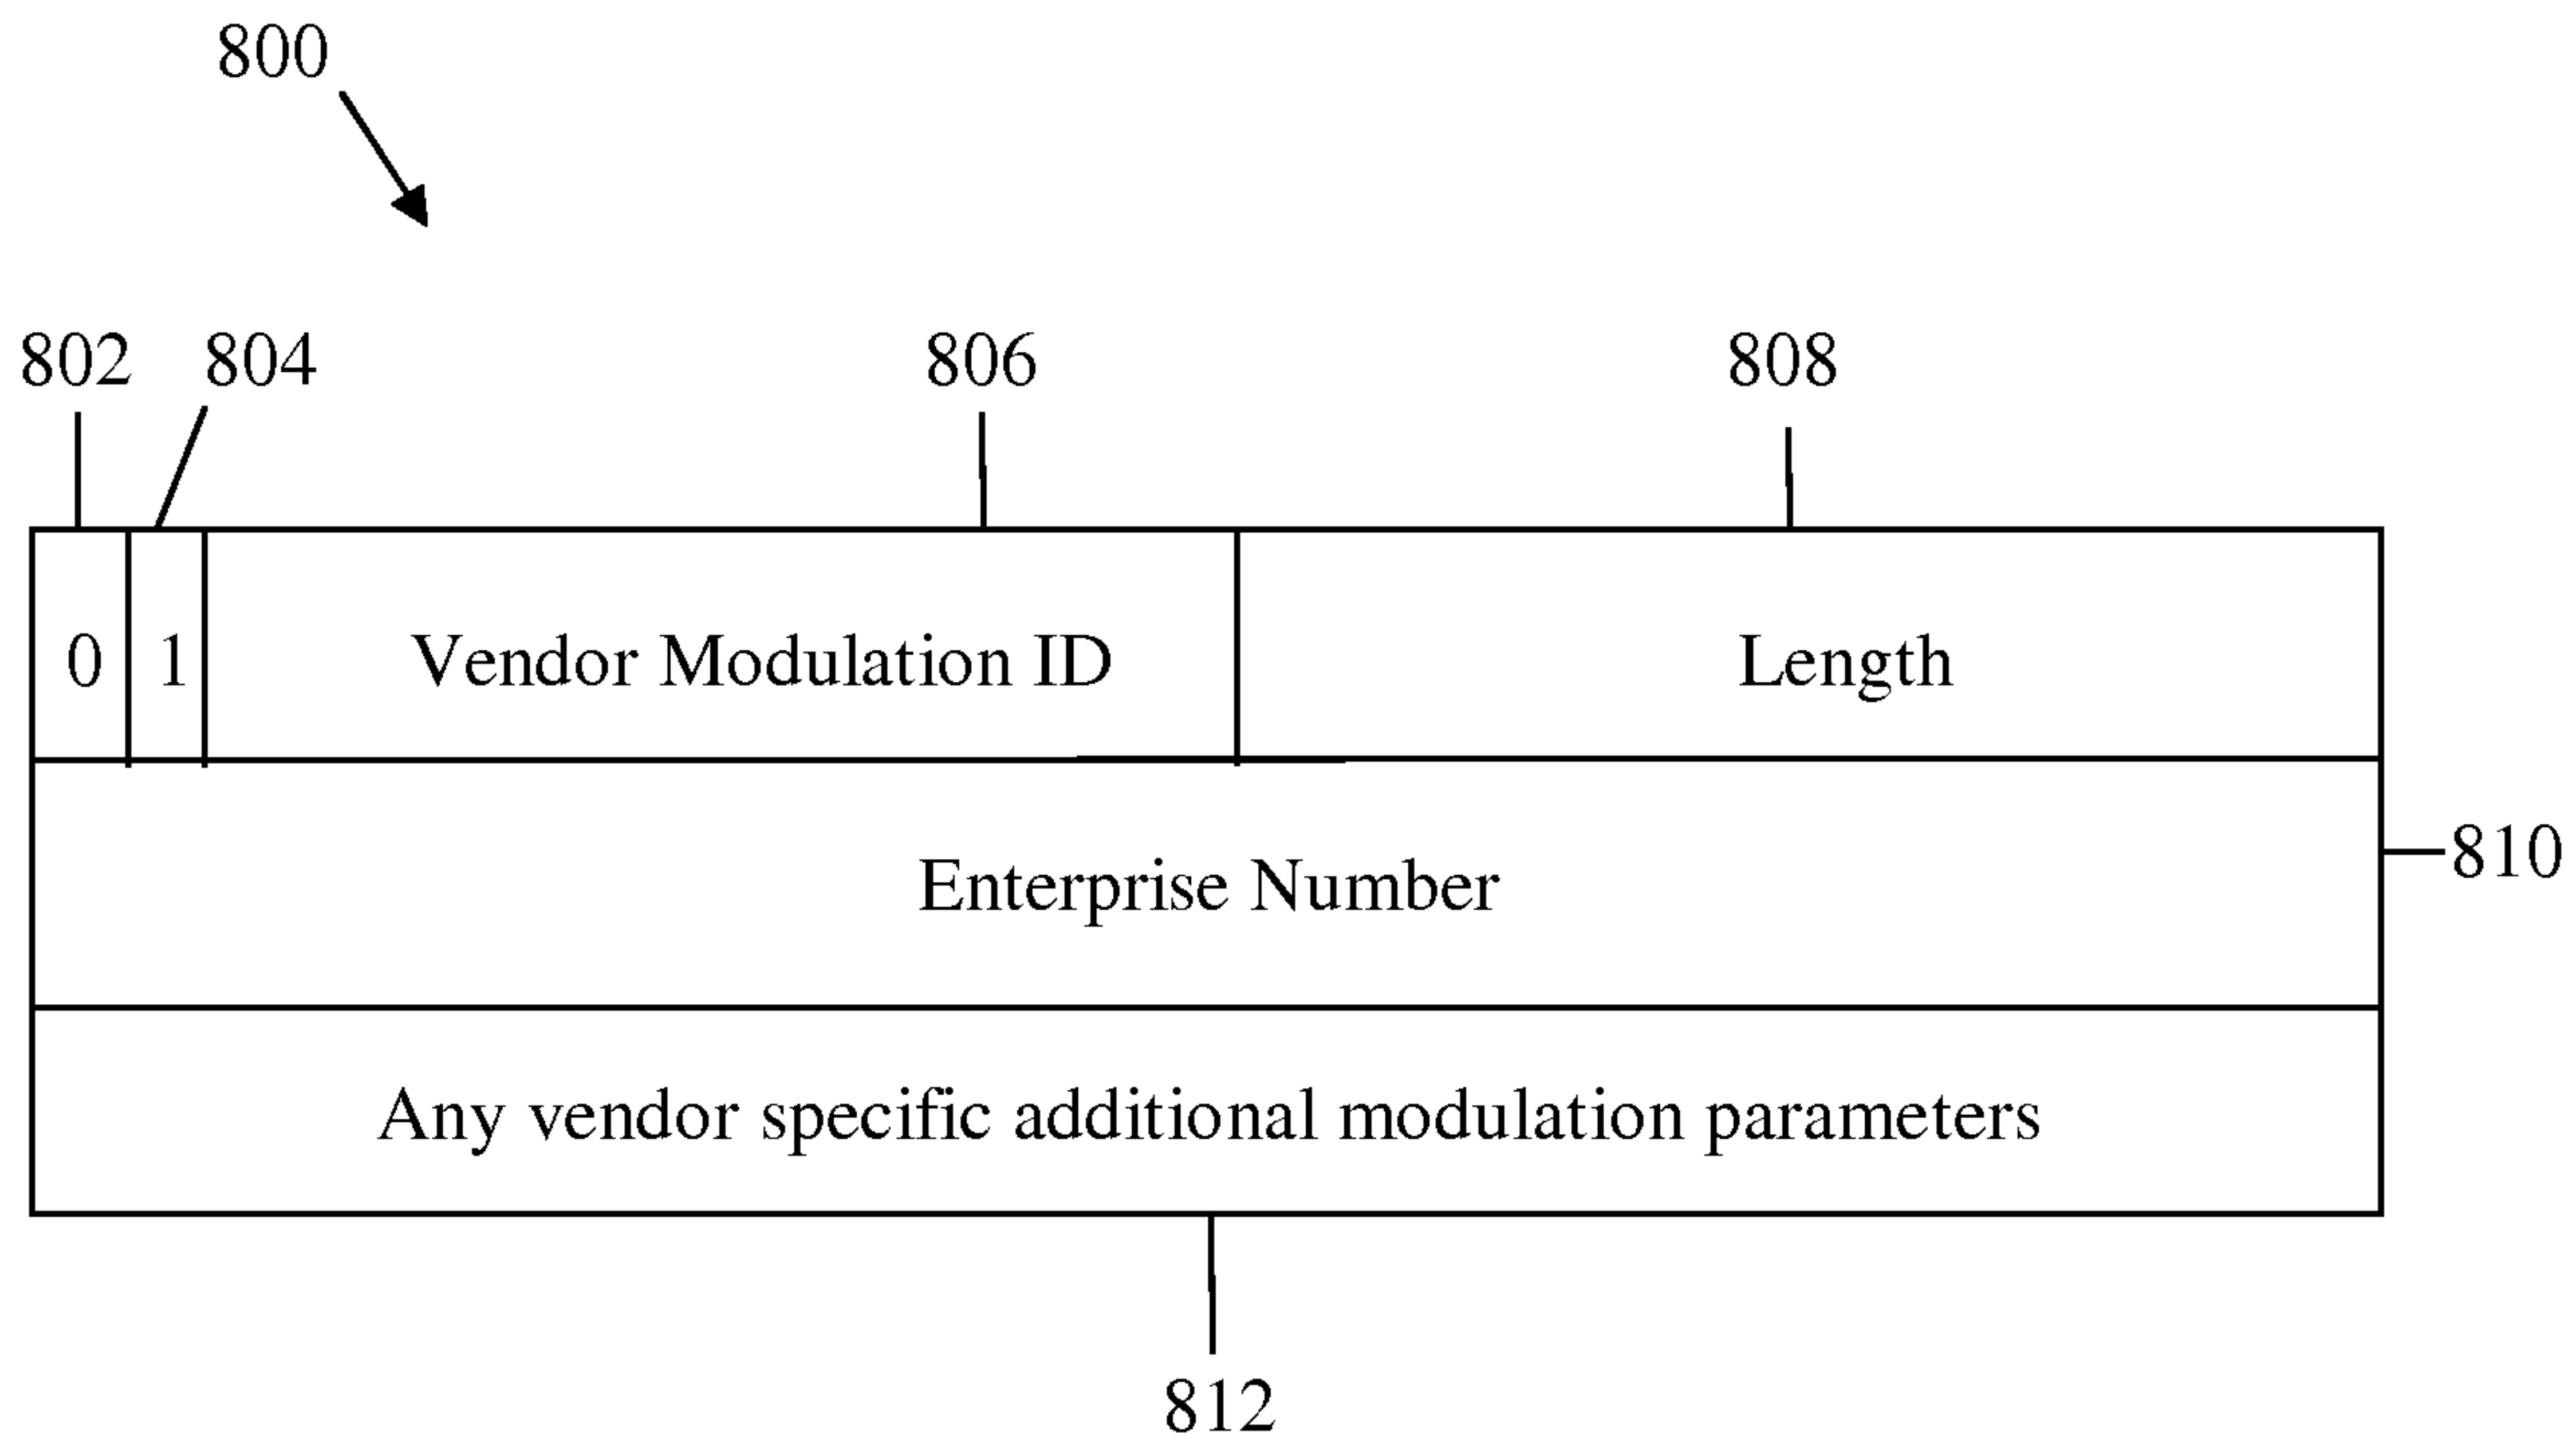 800
802 804 806 808
0 1 Vendor Modulation ID Length
Enterprise Number
810
Any vendor specific additional modulation parameters
812